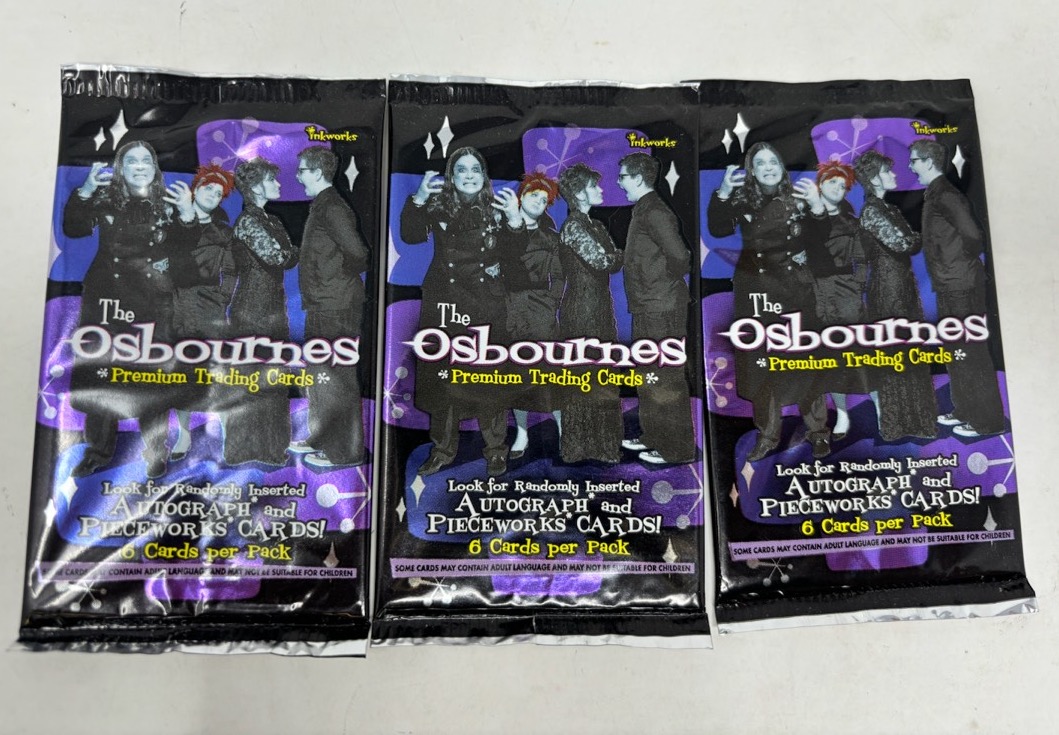 inkworks
The
Osbournes
*Premium Trading Cards*
Look for Randomly Inserted
AUTOGRAPH* and
PIECEWORKS* CARDS!
6 Cards per Pack
SOME CARDS MAY CONTAIN ADULT LANGUAGE AND MAY NOT BE SUITABLE FOR CHILDREN
inkworks
The
Osbournes
*Premium Trading Cards*
Look for Randomly Inserted
AUTOGRAPH* and
PIECEWORKS* CARDS!
6 Cards per Pack
SOME CARDS MAY CONTAIN ADULT LANGUAGE AND MAY NOT BE SUITABLE FOR CHILDREN
inkworks
The
Osbournes
*Premium Trading Cards*
Look for Randomly Inserted
AUTOGRAPH* and
PIECEWORKS* CARDS!
6 Cards per Pack
SOME CARDS MAY CONTAIN ADULT LANGUAGE AND MAY NOT BE SUITABLE FOR CHILDREN